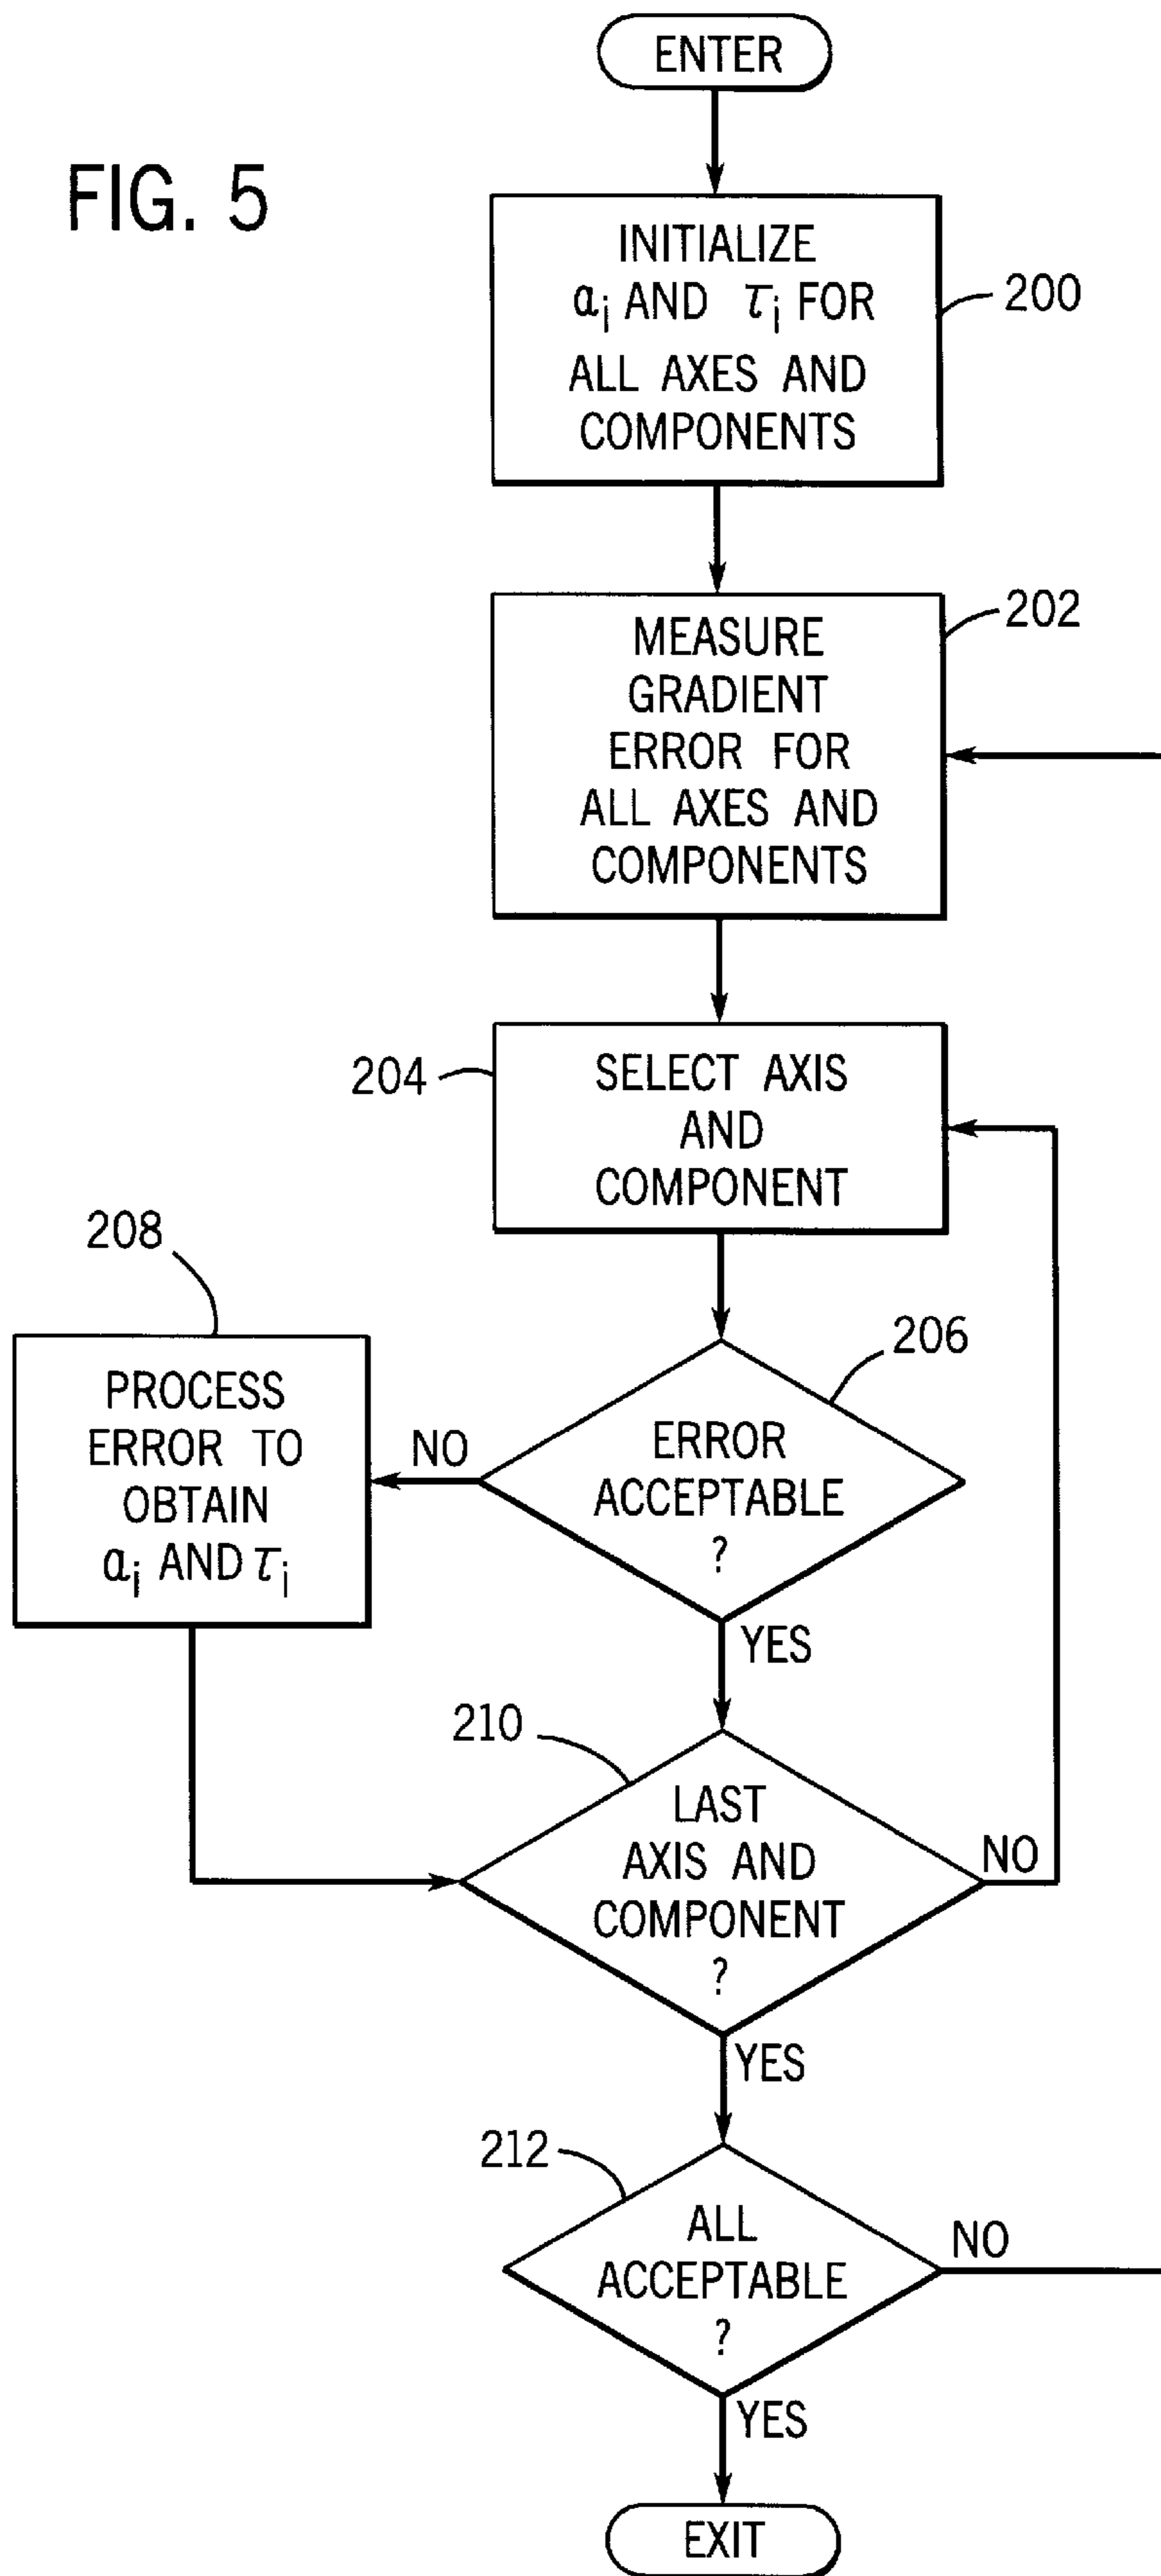 ENTER
FIG. 5
INITIALIZE
αi AND τi FOR
ALL AXES AND
COMPONENTS
200
MEASURE
GRADIENT
ERROR FOR
ALL AXES AND
COMPONENTS
202
204
SELECT AXIS
AND
COMPONENT
208
PROCESS
ERROR TO
OBTAIN
αi AND τi
NO
206
ERROR
ACCEPTABLE
?
YES
210
LAST
AXIS AND
COMPONENT
?
NO
YES
212
ALL
ACCEPTABLE
?
NO
YES
EXIT